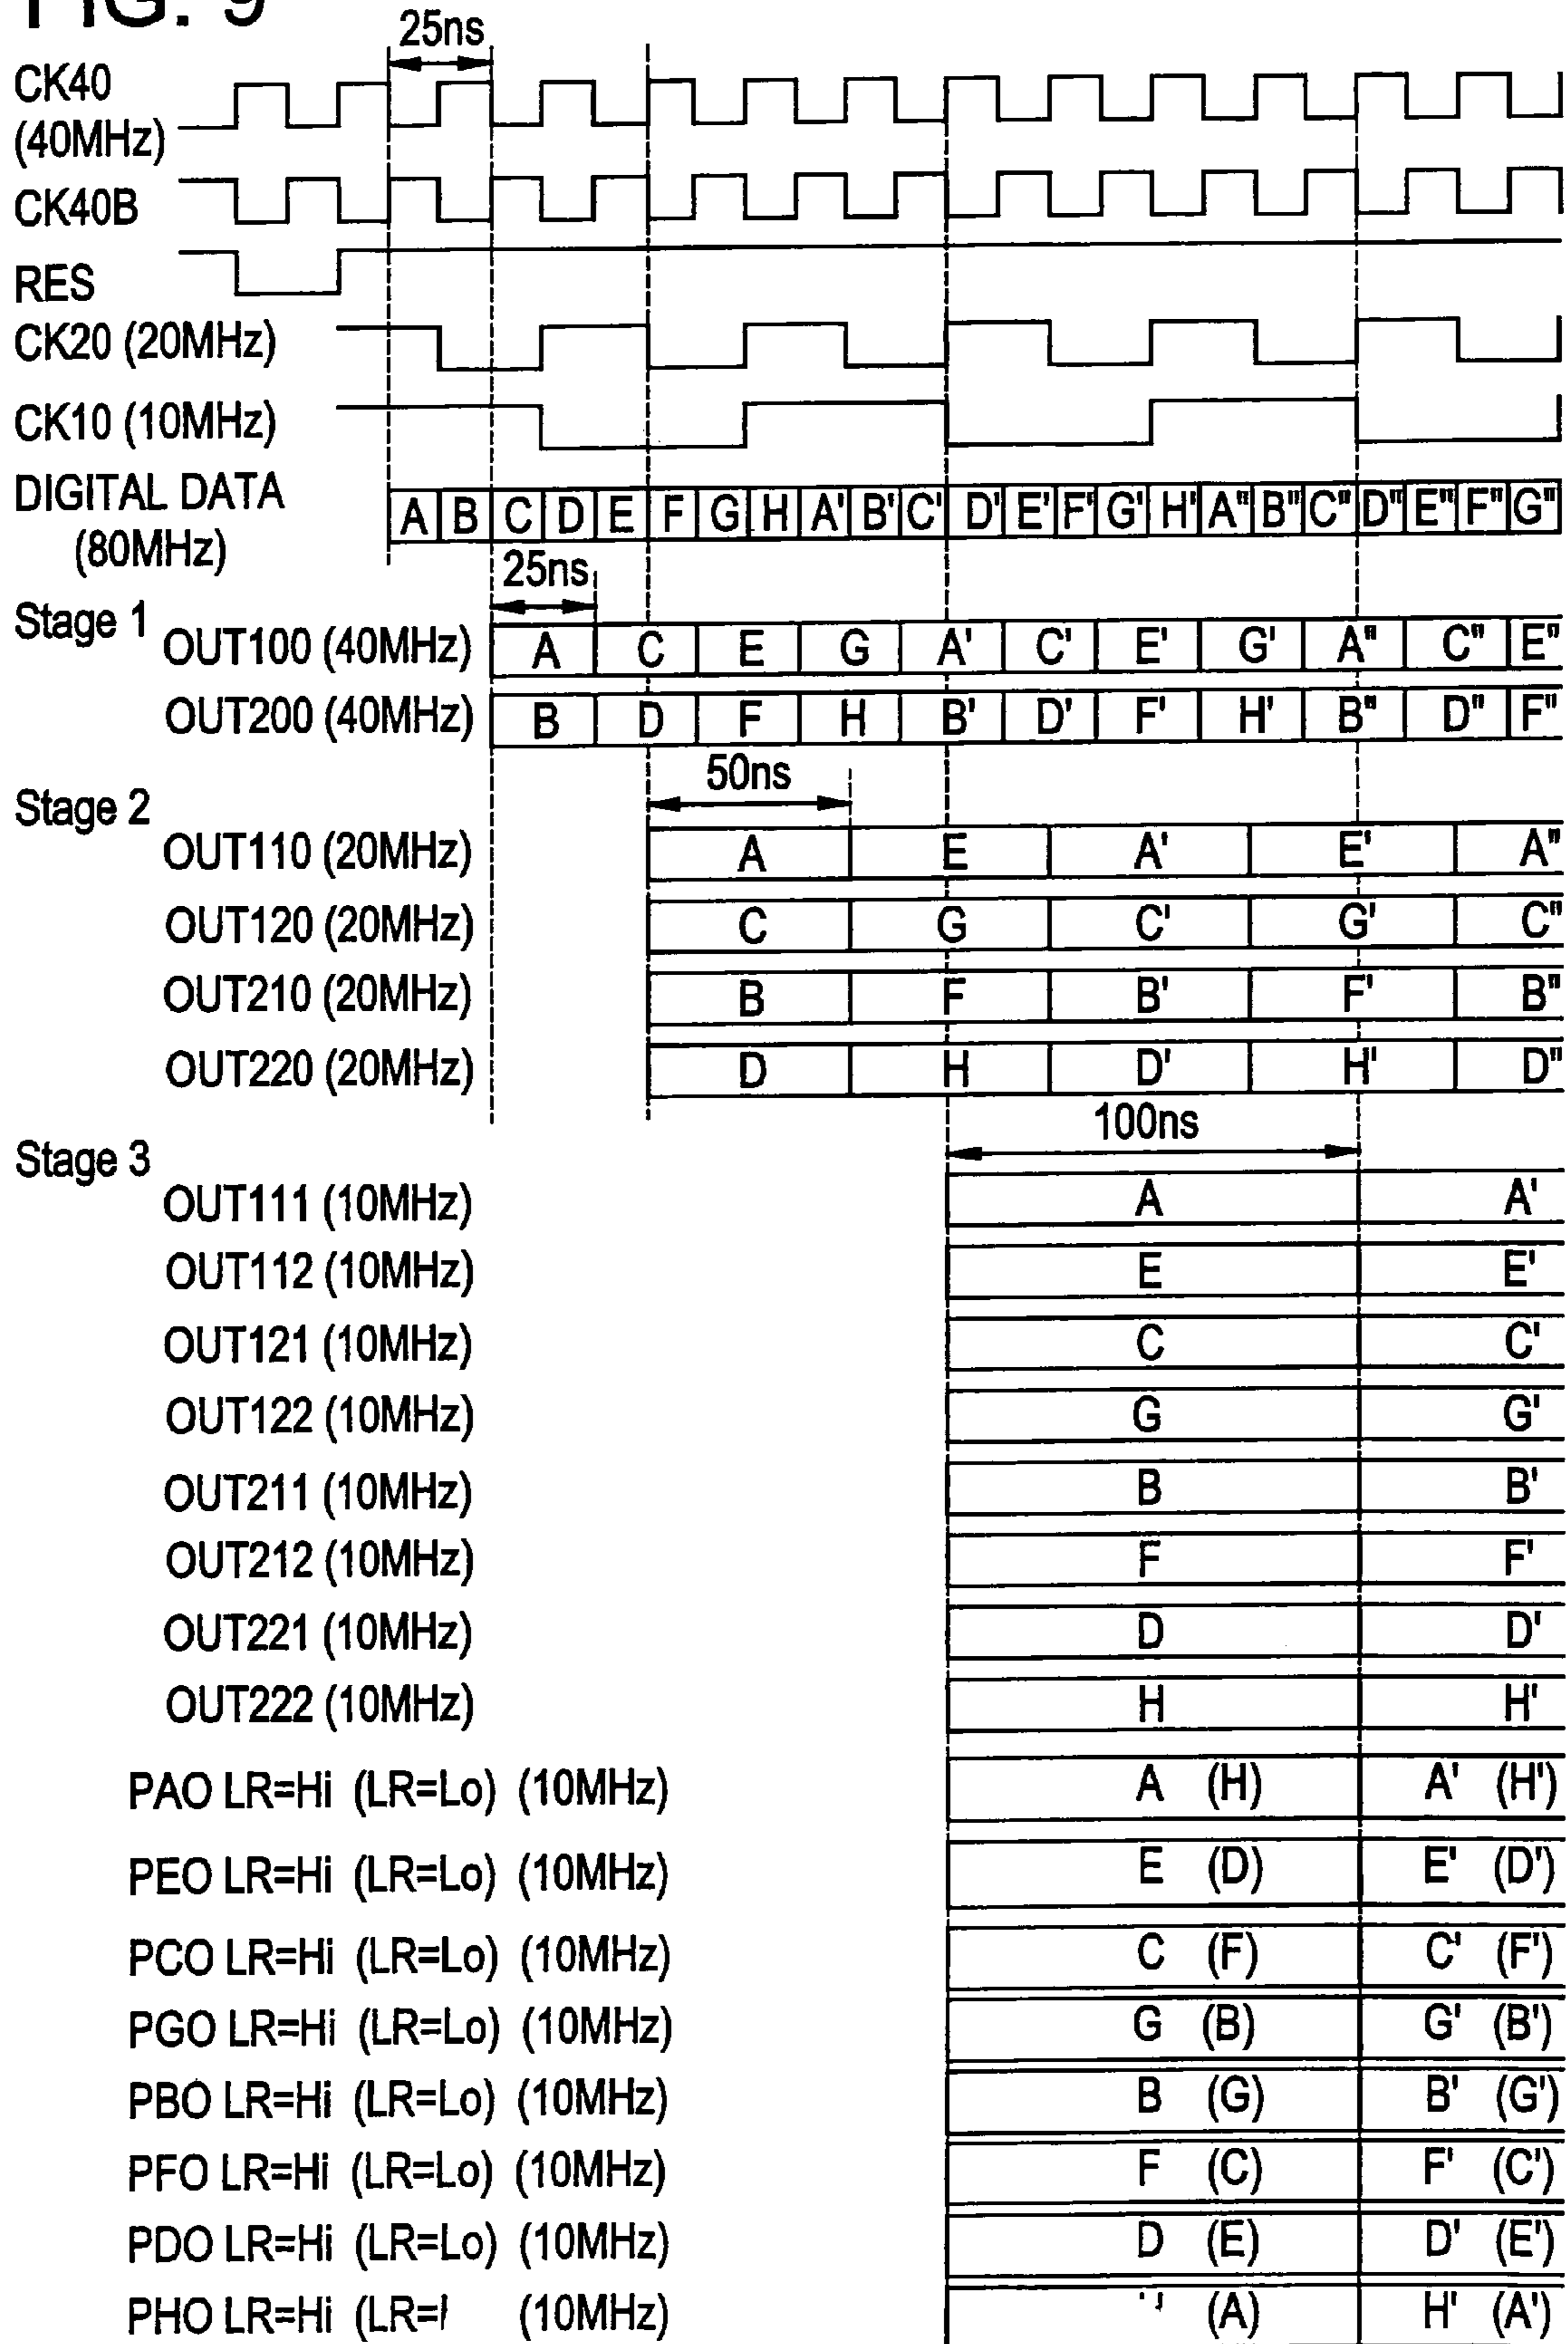 FIG. 9
25ns
CK40
(40MHz)
CK40B
RES
CK20 (20MHz)
CK10 (10MHz)
DIGITAL DATA
(80MHz)
A B C D E F G H A' B' C' D' E' F' G' H' A" B" C" D" E" F" G"
25ns
Stage 1
OUT100 (40MHz) A C E G A' C' E' G' A" C" E"
OUT200 (40MHz) B D F H B' D' F' H' B" D" F"
50ns
Stage 2
OUT110 (20MHz) A E A' E' A"
OUT120 (20MHz) C G C' G' C"
OUT210 (20MHz) B F B' F' B"
OUT220 (20MHz) D H D' H' D"
100ns
Stage 3
OUT111 (10MHz) A A'
OUT112 (10MHz) E E'
OUT121 (10MHz) C C'
OUT122 (10MHz) G G'
OUT211 (10MHz) B B'
OUT212 (10MHz) F F'
OUT221 (10MHz) D D'
OUT222 (10MHz) H H'
PAO LR=Hi (LR=Lo) (10MHz) A (H) A' (H')
PEO LR=Hi (LR=Lo) (10MHz) E (D) E' (D')
PCO LR=Hi (LR=Lo) (10MHz) C (F) C' (F')
PGO LR=Hi (LR=Lo) (10MHz) G (B) G' (B')
PBO LR=Hi (LR=Lo) (10MHz) B (G) B' (G')
PFO LR=Hi (LR=Lo) (10MHz) F (C) F' (C')
PDO LR=Hi (LR=Lo) (10MHz) D (E) D' (E')
PHO LR=Hi (10MHz) (A) H' (A')